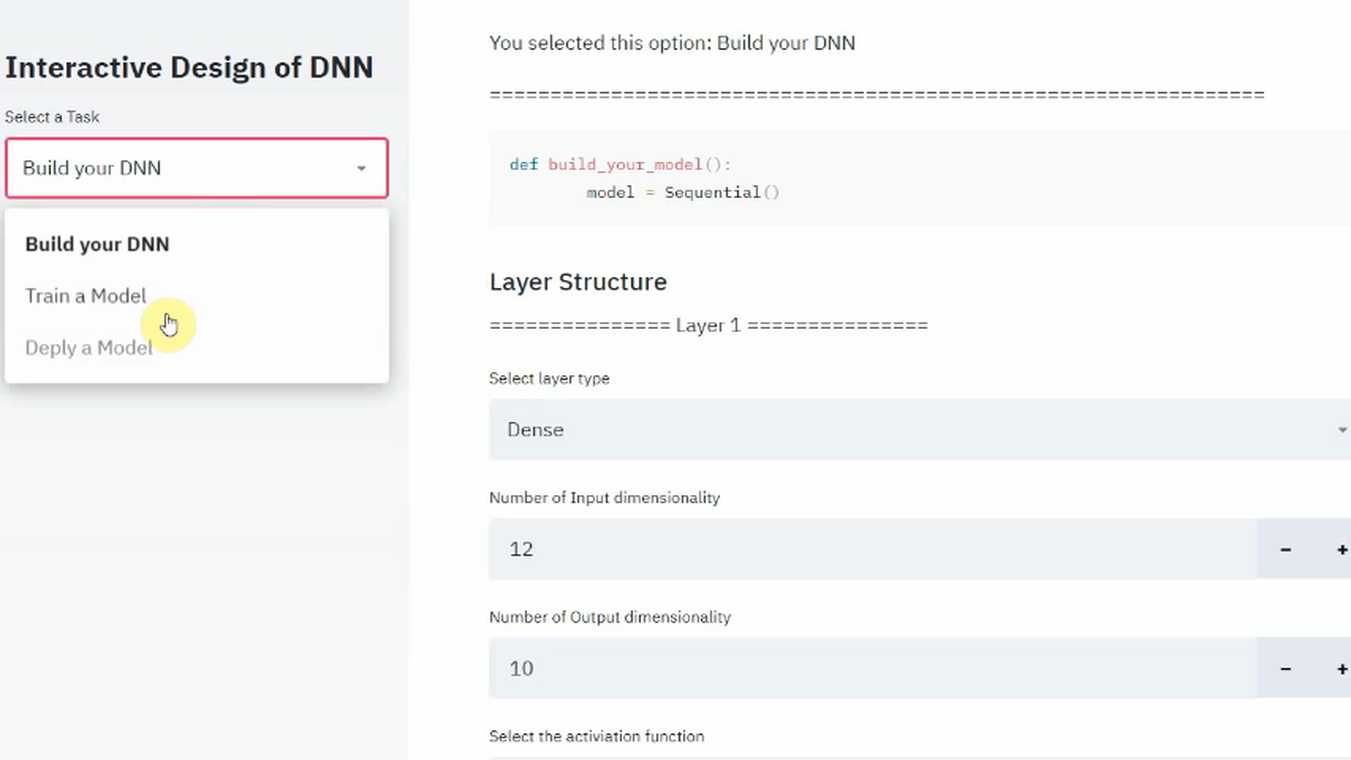 Interactive Design of DNN
Select a Task
Build your DNN
Build your DNN
Train a Model
Deply a Model
You selected this option: Build your DNN
================================================================
def build_your_model():
        model = Sequential()
Layer Structure
=============== Layer 1 ===============
Select layer type
Dense
Number of Input dimensionality
12
- +
Number of Output dimensionality
10
- +
Select the activiation function